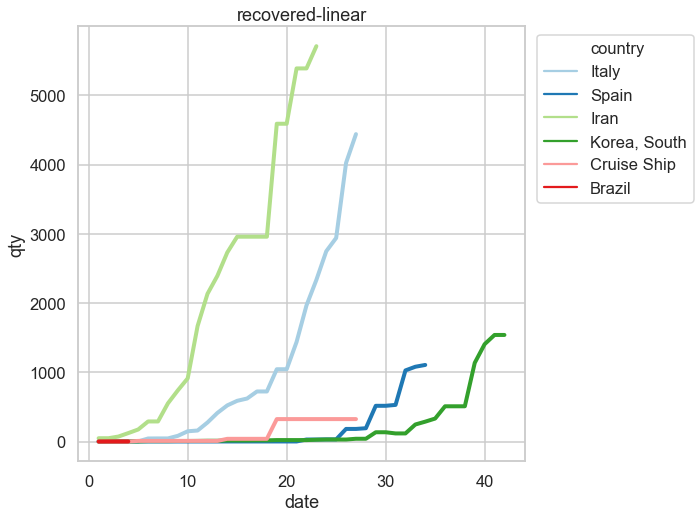 recovered-linear
country
Italy
Spain
Iran
Korea, South
Cruise Ship
Brazil
qty
5000
4000
3000
2000
1000
0
0 10 20 30 40
date